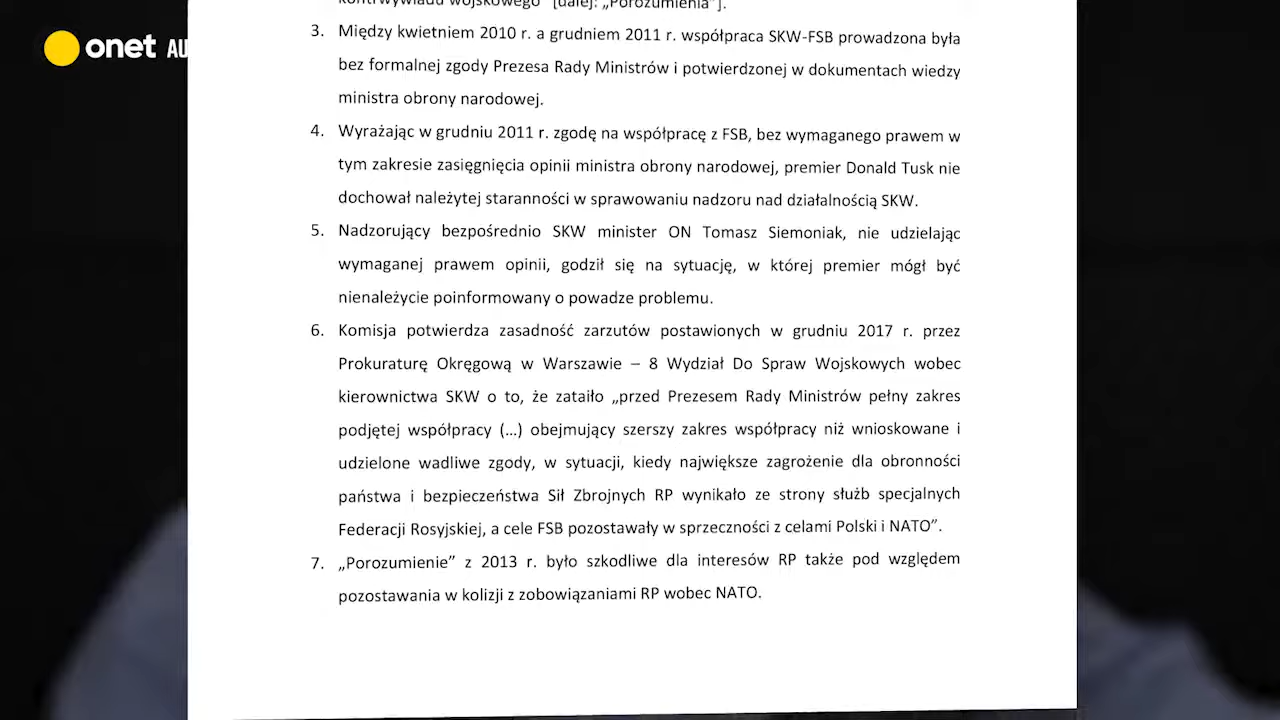 onet AU
kontrwywiadu wojskowego" [dalej: „Porozumienia"].
3. Między kwietniem 2010 r. a grudniem 2011 r. współpraca SKW-FSB prowadzona była
bez formalnej zgody Prezesa Rady Ministrów i potwierdzonej w dokumentach wiedzy
ministra obrony narodowej.
4. Wyrażając w grudniu 2011 r. zgodę na współpracę z FSB, bez wymaganego prawem w
tym zakresie zasięgnięcia opinii ministra obrony narodowej, premier Donald Tusk nie
dochował należytej staranności w sprawowaniu nadzoru nad działalnością SKW.
5. Nadzorujący bezpośrednio SKW minister ON Tomasz Siemoniak, nie udzielając
wymaganej prawem opinii, godził się na sytuację, w której premier mógł być
nienależycie poinformowany o powadze problemu.
6. Komisja potwierdza zasadność zarzutów postawionych w grudniu 2017 r. przez
Prokuraturę Okręgową w Warszawie – 8 Wydział Do Spraw Wojskowych wobec
kierownictwa SKW o to, że zataiło „przed Prezesem Rady Ministrów pełny zakres
podjętej współpracy (...) obejmujący szerszy zakres współpracy niż wnioskowane i
udzielone wadliwe zgody, w sytuacji, kiedy największe zagrożenie dla obronności
państwa i bezpieczeństwa Sił Zbrojnych RP wynikało ze strony służb specjalnych
Federacji Rosyjskiej, a cele FSB pozostawały w sprzeczności z celami Polski i NATO".
7. „Porozumienie" z 2013 r. było szkodliwe dla interesów RP także pod względem
pozostawania w kolizji z zobowiązaniami RP wobec NATO.